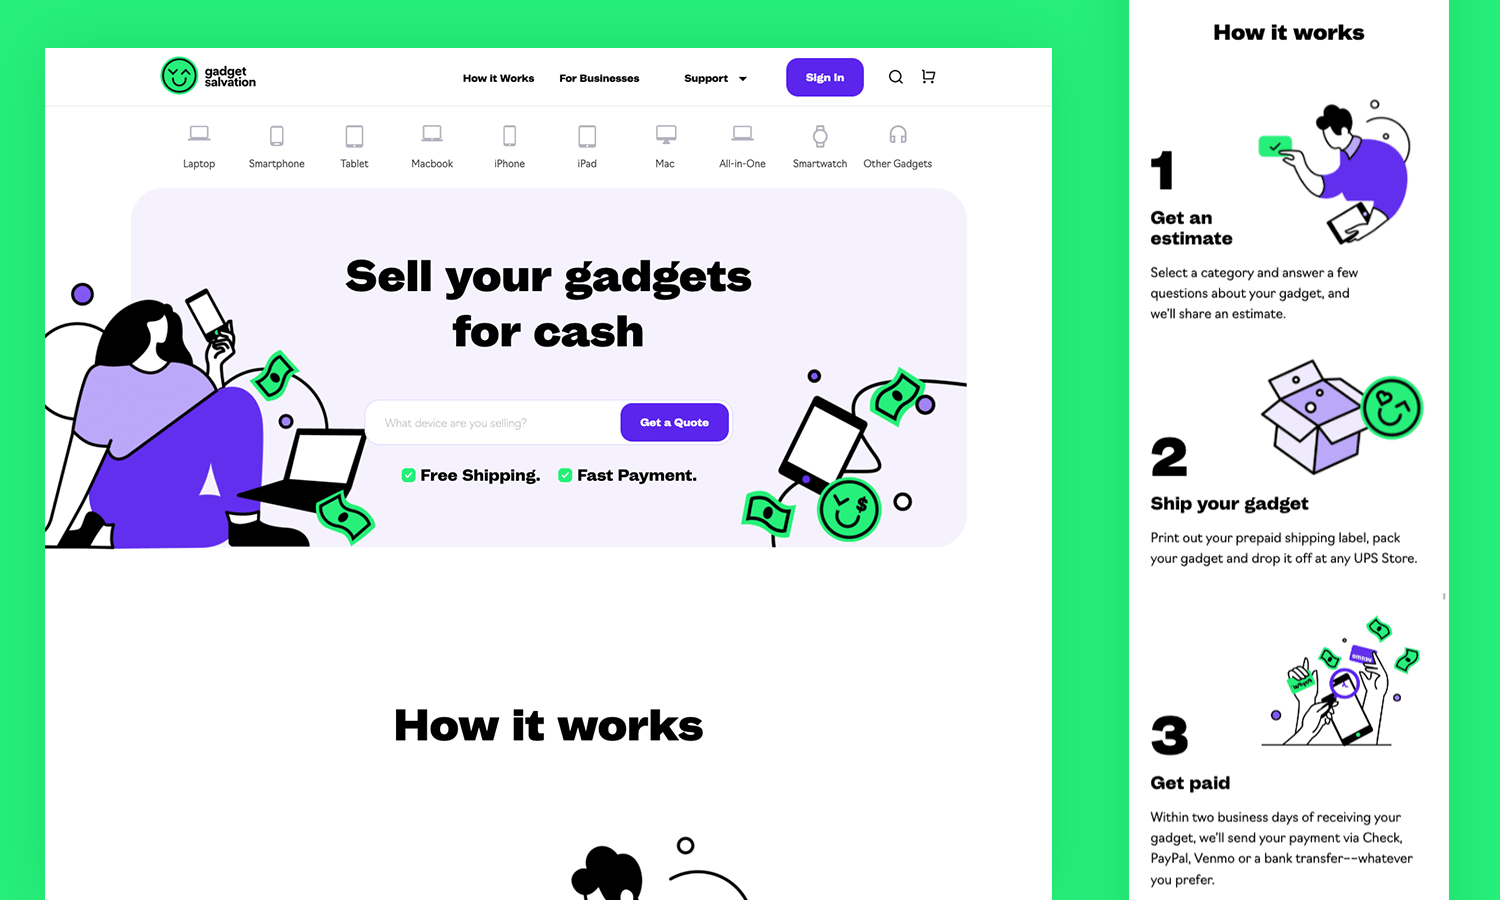 gadget
salvation
How it Works
For Businesses
Support
Sign In
Laptop
Smartphone
Tablet
Macbook
iPhone
iPad
Mac
All-in-One
Smartwatch
Other Gadgets
Sell your gadgets
for cash
What device are you selling?
Get a Quote
Free Shipping.
Fast Payment.
$
How it works
How it works
1
Get an
estimate
Select a category and answer a few
questions about your gadget, and
we'll share an estimate.
2
Ship your gadget
Print out your prepaid shipping label, pack
your gadget and drop it off at any UPS Store.
3
Get paid
Within two business days of receiving your
gadget, we'll send your payment via Check,
PayPal, Venmo or a bank transfer––whatever
you prefer.